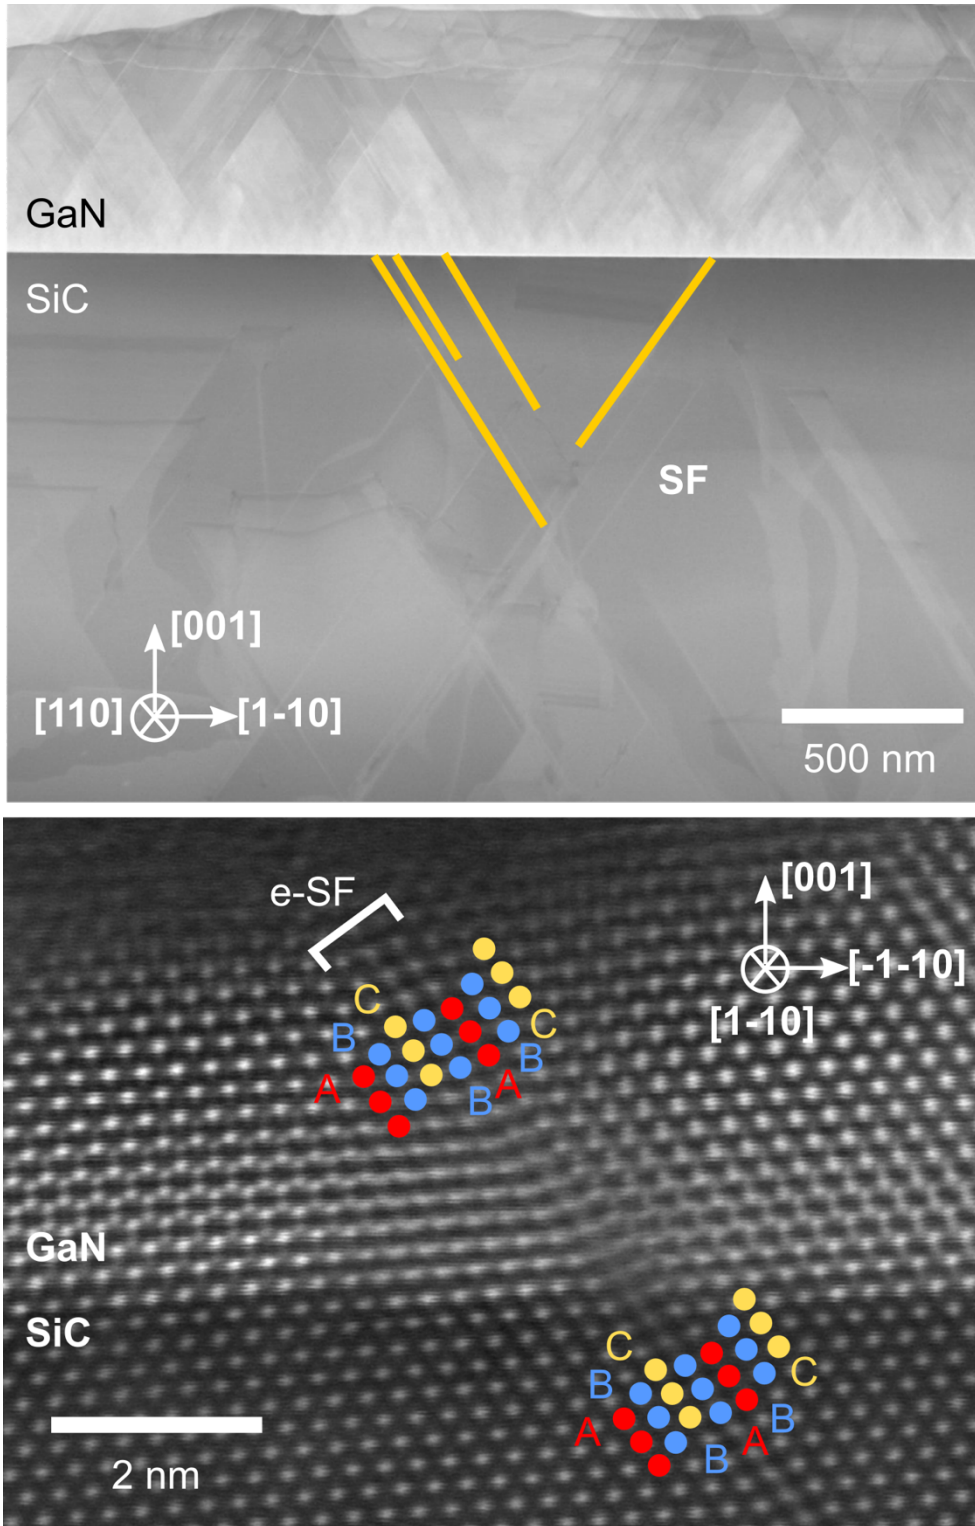 GaN
SiC
SF
[001]
[110]
[1-10]
500 nm
e-SF
[001]
[-1-10]
[1-10]
C
B
A
C
B
A
B
GaN
SiC
C
B
A
C
B
A
B
2 nm